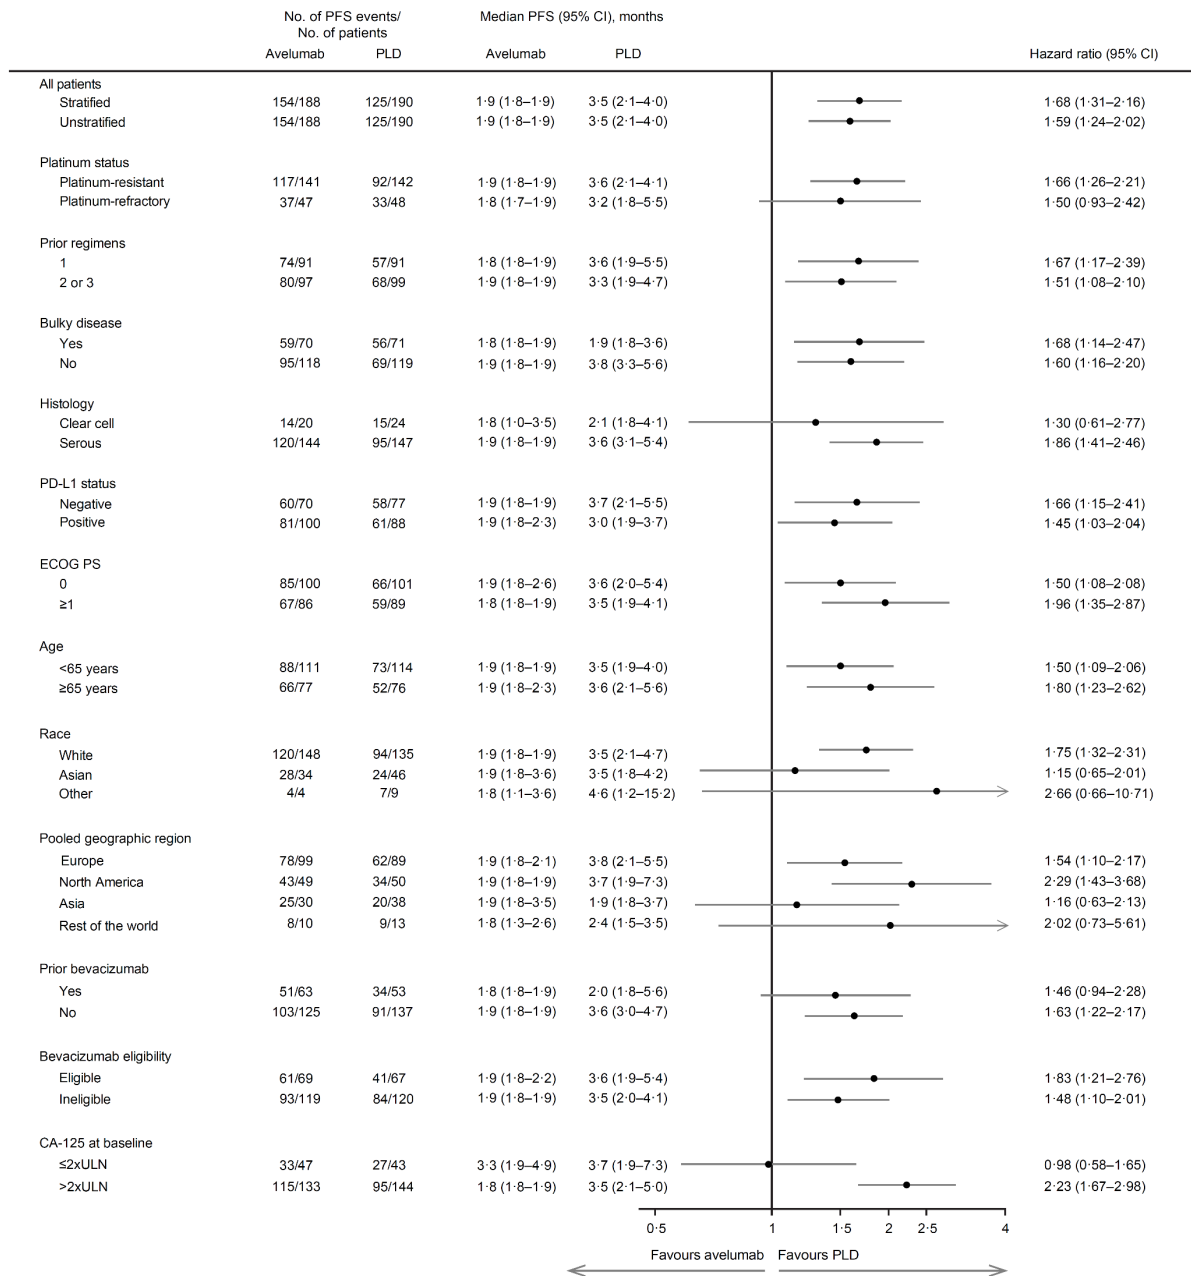 No. of PFS events/ Median PFS (95% CI), months
No. of patients
Avelumab PLD Avelumab PLD Hazard ratio (95% CI)
All patients
Stratified 154/188 125/190 1·9 (1·8–1·9) 3·5 (2·1–4·0) 1·68 (1·31–2·16)
Unstratified 154/188 125/190 1·9 (1·8–1·9) 3·5 (2·1–4·0) 1·59 (1·24–2·02)
Platinum status
Platinum-resistant 117/141 92/142 1·9 (1·8–1·9) 3·6 (2·1–4·1) 1·66 (1·26–2·21)
Platinum-refractory 37/47 33/48 1·8 (1·7–1·9) 3·2 (1·8–5·5) 1·50 (0·93–2·42)
Prior regimens
1 74/91 57/91 1·8 (1·8–1·9) 3·6 (1·9–5·5) 1·67 (1·17–2·39)
2 or 3 80/97 68/99 1·9 (1·8–1·9) 3·3 (1·9–4·7) 1·51 (1·08–2·10)
Bulky disease
Yes 59/70 56/71 1·8 (1·8–1·9) 1·9 (1·8–3·6) 1·68 (1·14–2·47)
No 95/118 69/119 1·9 (1·8–1·9) 3·8 (3·3–5·6) 1·60 (1·16–2·20)
Histology
Clear cell 14/20 15/24 1·8 (1·0–3·5) 2·1 (1·8–4·1) 1·30 (0·61–2·77)
Serous 120/144 95/147 1·9 (1·8–1·9) 3·6 (3·1–5·4) 1·86 (1·41–2·46)
PD-L1 status
Negative 60/70 58/77 1·9 (1·8–1·9) 3·7 (2·1–5·5) 1·66 (1·15–2·41)
Positive 81/100 61/88 1·9 (1·8–2·3) 3·0 (1·9–3·7) 1·45 (1·03–2·04)
ECOG PS
0 85/100 66/101 1·9 (1·8–2·6) 3·6 (2·0–5·4) 1·50 (1·08–2·08)
≥1 67/86 59/89 1·8 (1·8–1·9) 3·5 (1·9–4·1) 1·96 (1·35–2·87)
Age
<65 years 88/111 73/114 1·9 (1·8–1·9) 3·5 (1·9–4·0) 1·50 (1·09–2·06)
≥65 years 66/77 52/76 1·9 (1·8–2·3) 3·6 (2·1–5·6) 1·80 (1·23–2·62)
Race
White 120/148 94/135 1·9 (1·8–1·9) 3·5 (2·1–4·7) 1·75 (1·32–2·31)
Asian 28/34 24/46 1·9 (1·8–3·6) 3·5 (1·8–4·2) 1·15 (0·65–2·01)
Other 4/4 7/9 1·8 (1·1–3·6) 4·6 (1·2–15·2) 2·66 (0·66–10·71)
Pooled geographic region
Europe 78/99 62/89 1·9 (1·8–2·1) 3·8 (2·1–5·5) 1·54 (1·10–2·17)
North America 43/49 34/50 1·9 (1·8–1·9) 3·7 (1·9–7·3) 2·29 (1·43–3·68)
Asia 25/30 20/38 1·9 (1·8–3·5) 1·9 (1·8–3·7) 1·16 (0·63–2·13)
Rest of the world 8/10 9/13 1·8 (1·3–2·6) 2·4 (1·5–3·5) 2·02 (0·73–5·61)
Prior bevacizumab
Yes 51/63 34/53 1·8 (1·8–1·9) 2·0 (1·8–5·6) 1·46 (0·94–2·28)
No 103/125 91/137 1·9 (1·8–1·9) 3·6 (3·0–4·7) 1·63 (1·22–2·17)
Bevacizumab eligibility
Eligible 61/69 41/67 1·9 (1·8–2·2) 3·6 (1·9–5·4) 1·83 (1·21–2·76)
Ineligible 93/119 84/120 1·9 (1·8–1·9) 3·5 (2·0–4·1) 1·48 (1·10–2·01)
CA-125 at baseline
≤2xULN 33/47 27/43 3·3 (1·9–4·9) 3·7 (1·9–7·3) 0·98 (0·58–1·65)
>2xULN 115/133 95/144 1·8 (1·8–1·9) 3·5 (2·1–5·0) 2·23 (1·67–2·98)
0·5 1 1·5 2 2·5 4
Favours avelumab Favours PLD